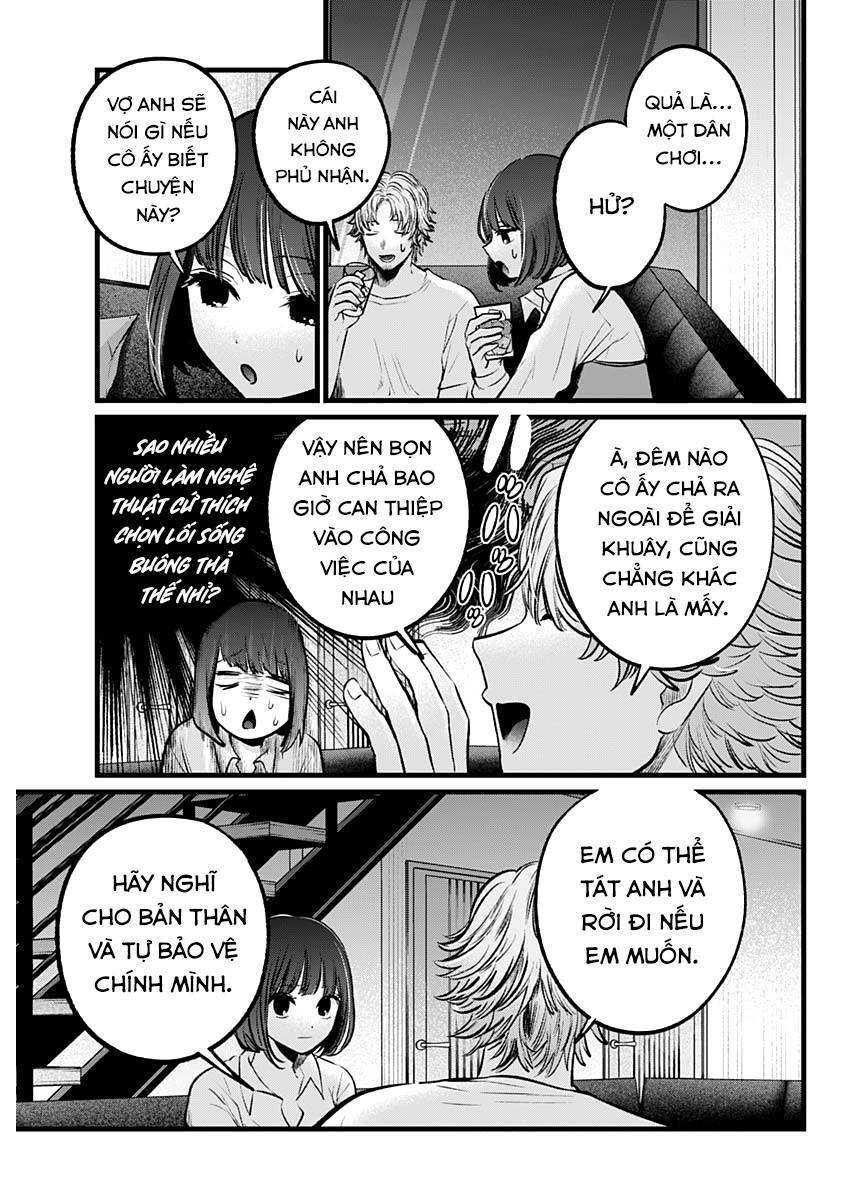 QUẢ LÀ...
MỘT DÂN
CHƠI...
HỬ?
CÁI
NÀY ANH
KHÔNG
PHỦ NHẬN.
VỢ ANH SẼ
NÓI GÌ NẾU
CÔ ẤY BIẾT
CHUYỆN
NÀY?
À, ĐÊM NÀO
CÔ ẤY CHẢ RA
NGOÀI ĐỂ GIẢI
KHUÂY, CŨNG
CHẲNG KHÁC
ANH LÀ MẤY.
VẬY NÊN BỌN
ANH CHẢ BAO
GIỜ CAN THIỆP
VÀO CÔNG
VIỆC CỦA
NHAU
SAO NHIỀU
NGƯỜI LÀM NGHỆ
THUẬT CỨ THÍCH
CHỌN LỐI SỐNG
BUÔNG THẢ
THẾ NHỈ?
EM CÓ THỂ
TÁT ANH VÀ
RỜI ĐI NẾU
EM MUỐN.
HÃY NGHĨ
CHO BẢN THÂN
VÀ TỰ BẢO VỆ
CHÍNH MÌNH.